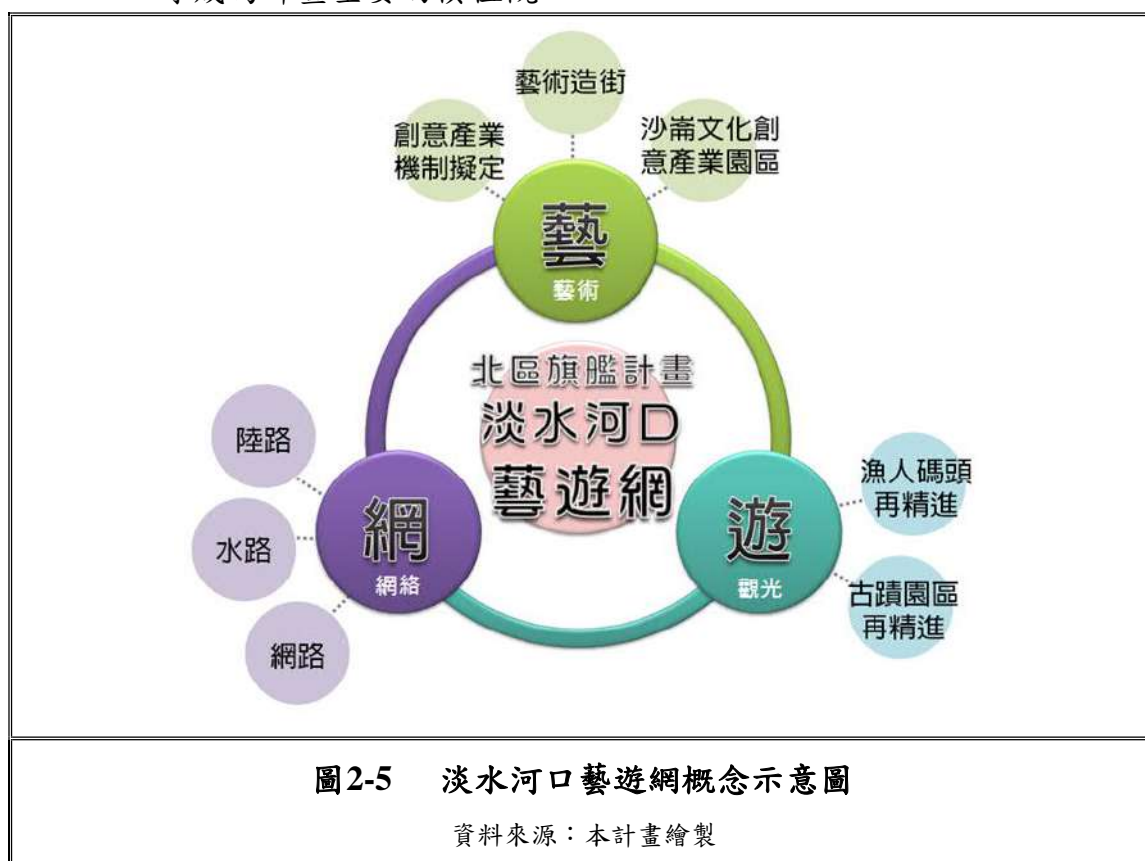 藝術造街
創意產業
機制擬定
沙崙文化創
意產業園區
藝
藝術
北區旗艦計畫
淡水河口
藝遊網
陸路
水路
網路
網
網絡
遊
觀光
漁人碼頭
再精進
古蹟園區
再精進
圖2-5 淡水河口藝遊網概念示意圖
資料來源：本計畫繪製